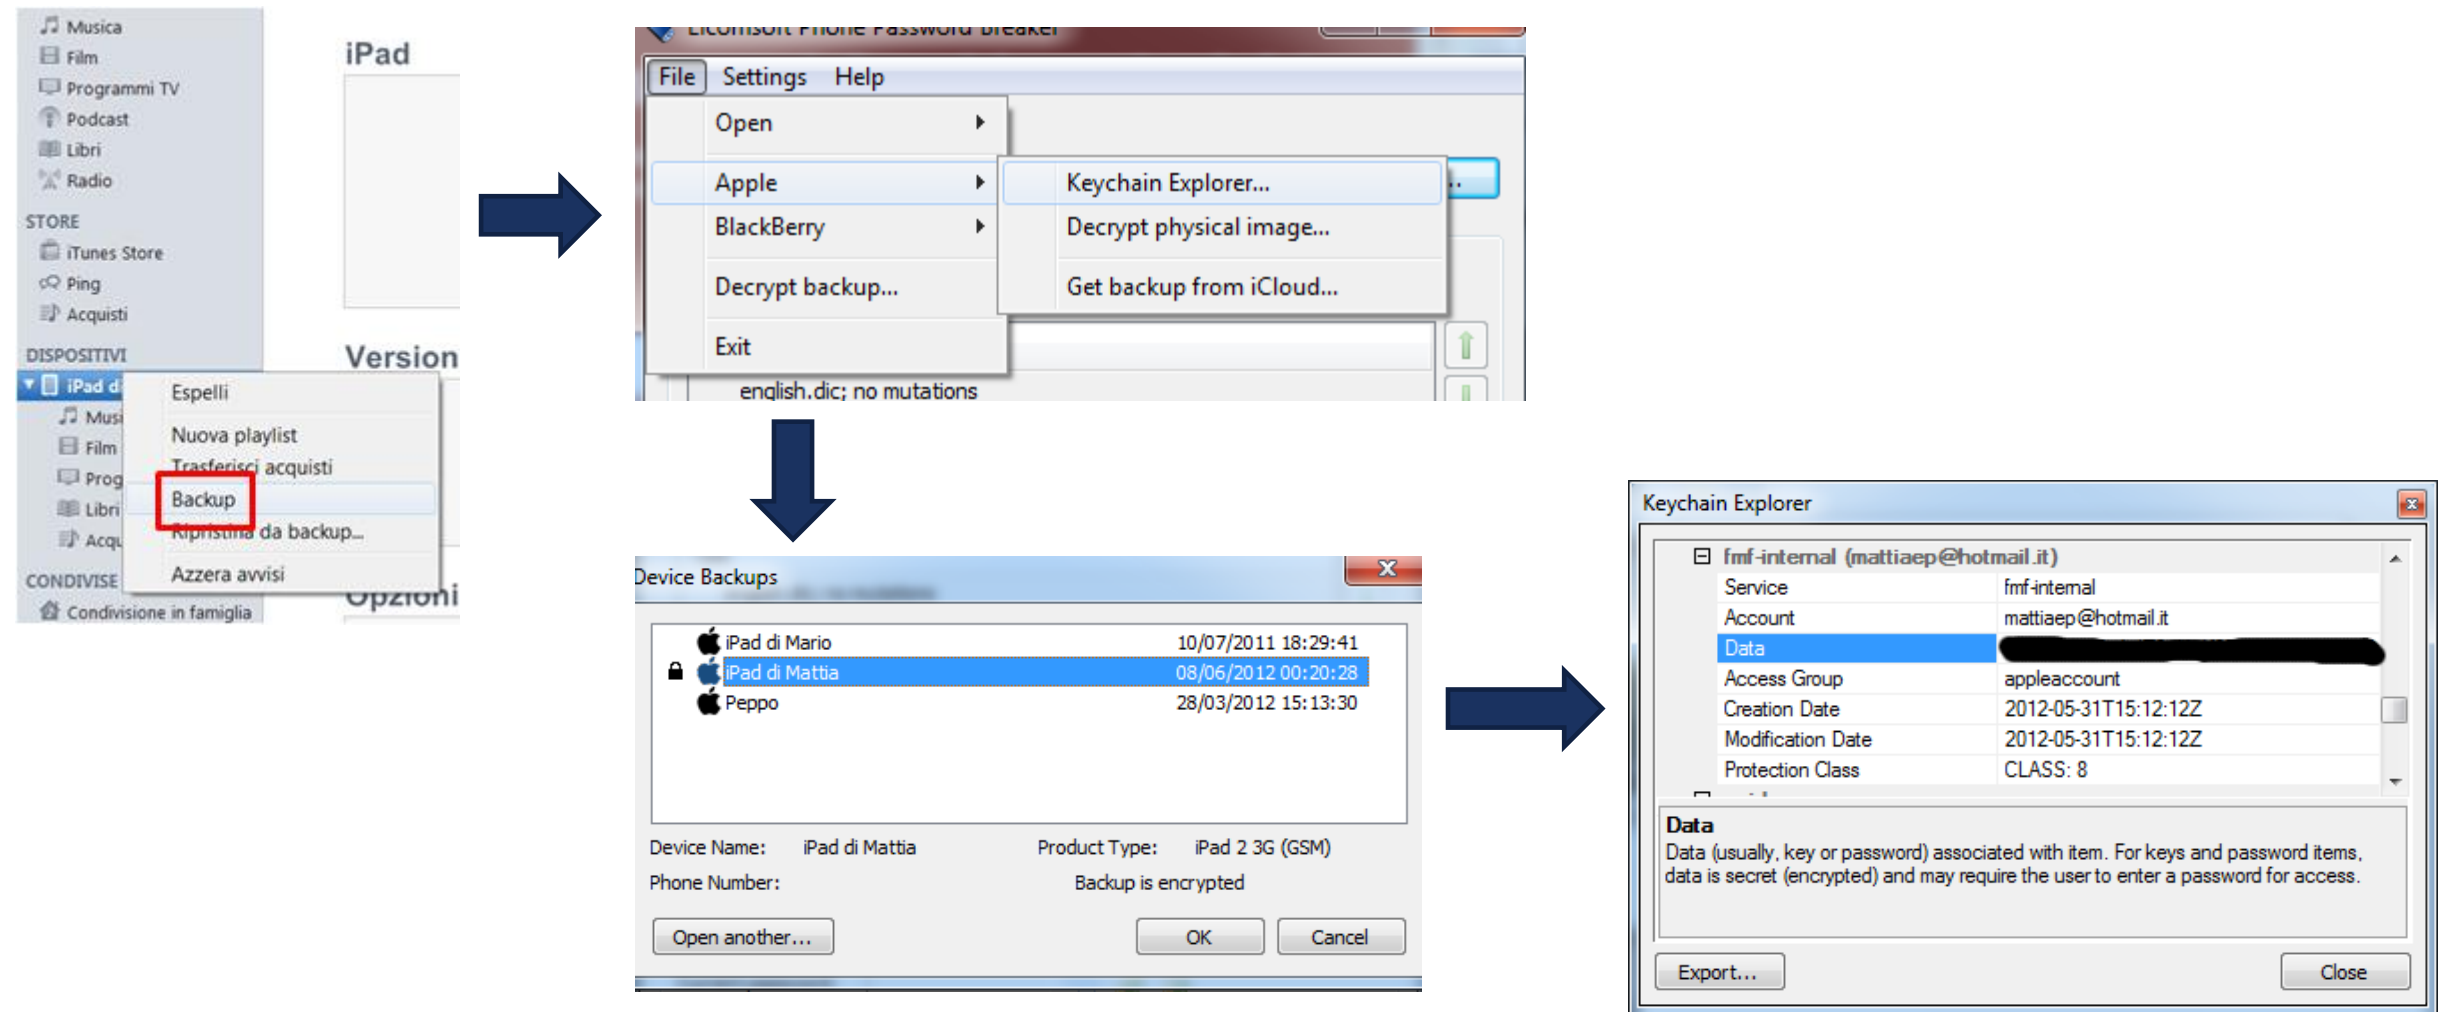 Musica
Film
Programmi TV
Podcast
Libri
Radio
STORE
iTunes Store
Ping
Acquisti
DISPOSITIVI
iPad d
Musi
Film
Prog
Libri
Acqu
CONDIVISE
Condivisione in famiglia
iPad
Version
Opzioni
Espelli
Nuova playlist
Trasferisci acquisti
Backup
Ripristina da backup...
Azzera avvisi
Elcomsoft Phone Password Breaker
File Settings Help
Open
Apple
BlackBerry
Decrypt backup...
Exit
Keychain Explorer...
Decrypt physical image...
Get backup from iCloud...
english.dic; no mutations
Device Backups
iPad di Mario 10/07/2011 18:29:41
iPad di Mattia 08/06/2012 00:20:28
Peppo 28/03/2012 15:13:30
Device Name: iPad di Mattia Product Type: iPad 2 3G (GSM)
Phone Number: Backup is encrypted
Open another... OK Cancel
Keychain Explorer
fmf-internal (mattiaep@hotmail.it)
Service fmf-internal
Account mattiaep@hotmail.it
Data
Access Group appleaccount
Creation Date 2012-05-31T15:12:12Z
Modification Date 2012-05-31T15:12:12Z
Protection Class CLASS: 8
Data
Data (usually, key or password) associated with item. For keys and password items,
data is secret (encrypted) and may require the user to enter a password for access.
Export... Close